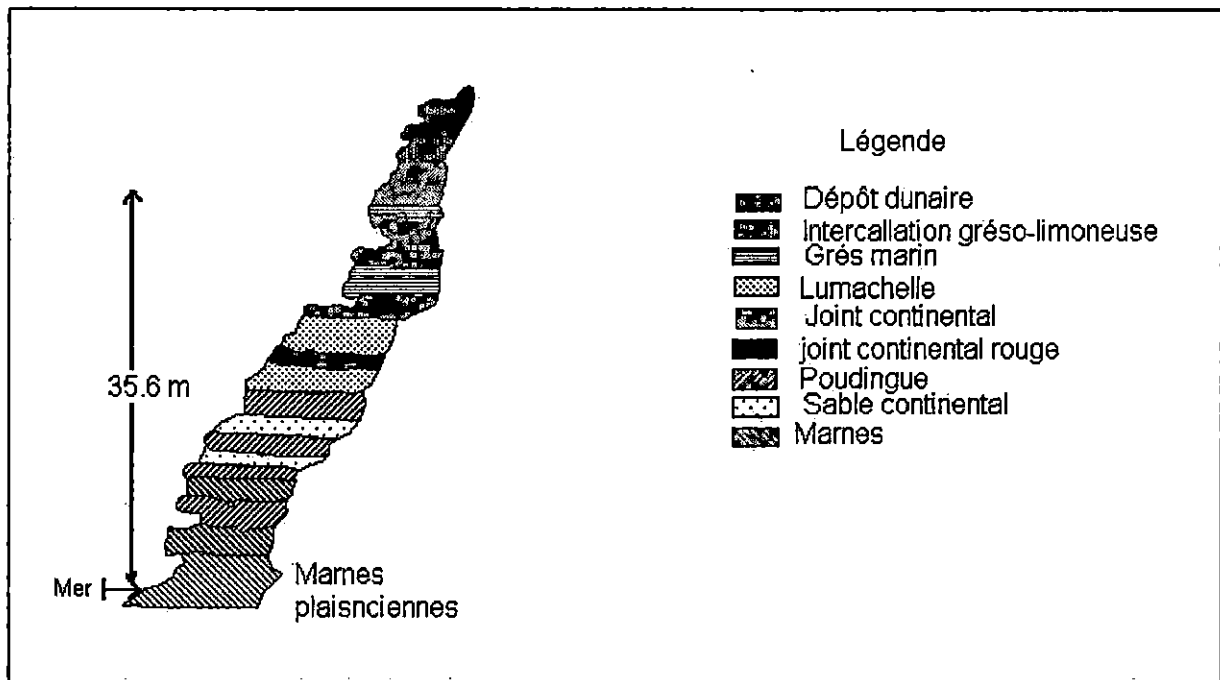 Légende
Dépôt dunaire
Intercallation gréso-limoneuse
Grés marin
Lumachelle
Joint continental
joint continental rouge
Poudingue
Sable continental
Marnes
35.6 m
Mer
Marnes
plaisnciennes